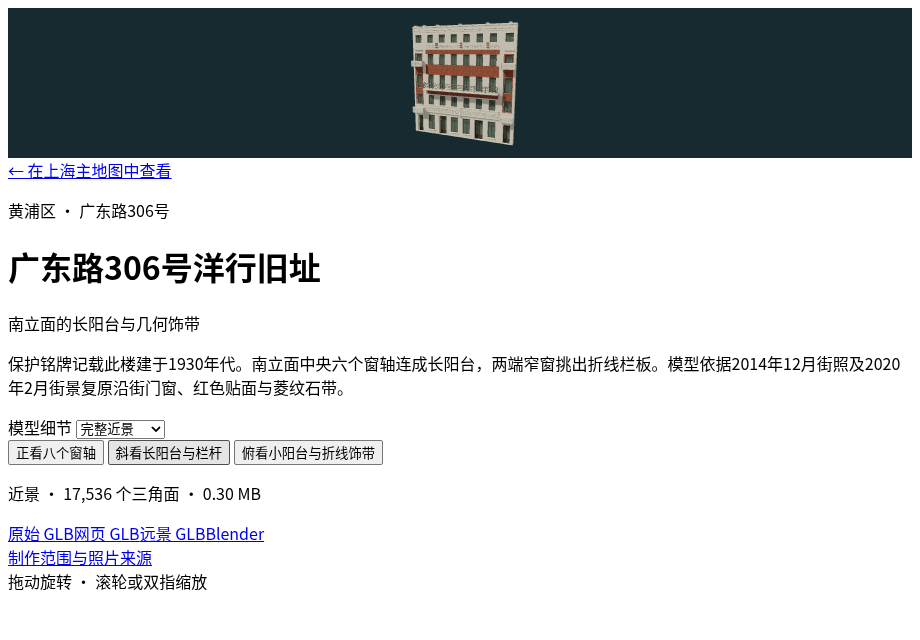 ← 在上海主地图中查看
黄浦区 · 广东路306号
广东路306号洋行旧址
南立面的长阳台与几何饰带
保护铭牌记载此楼建于1930年代。南立面中央六个窗轴连成长阳台，两端窄窗挑出折线栏板。模型依据2014年12月街照及2020
年2月街景复原沿街门窗、红色贴面与菱纹石带。
模型细节 完整近景
正看八个窗轴 斜看长阳台与栏杆 俯看小阳台与折线饰带
近景 · 17,536 个三角面 · 0.30 MB
原始 GLB网页 GLB远景 GLBBlender
制作范围与照片来源
拖动旋转 · 滚轮或双指缩放